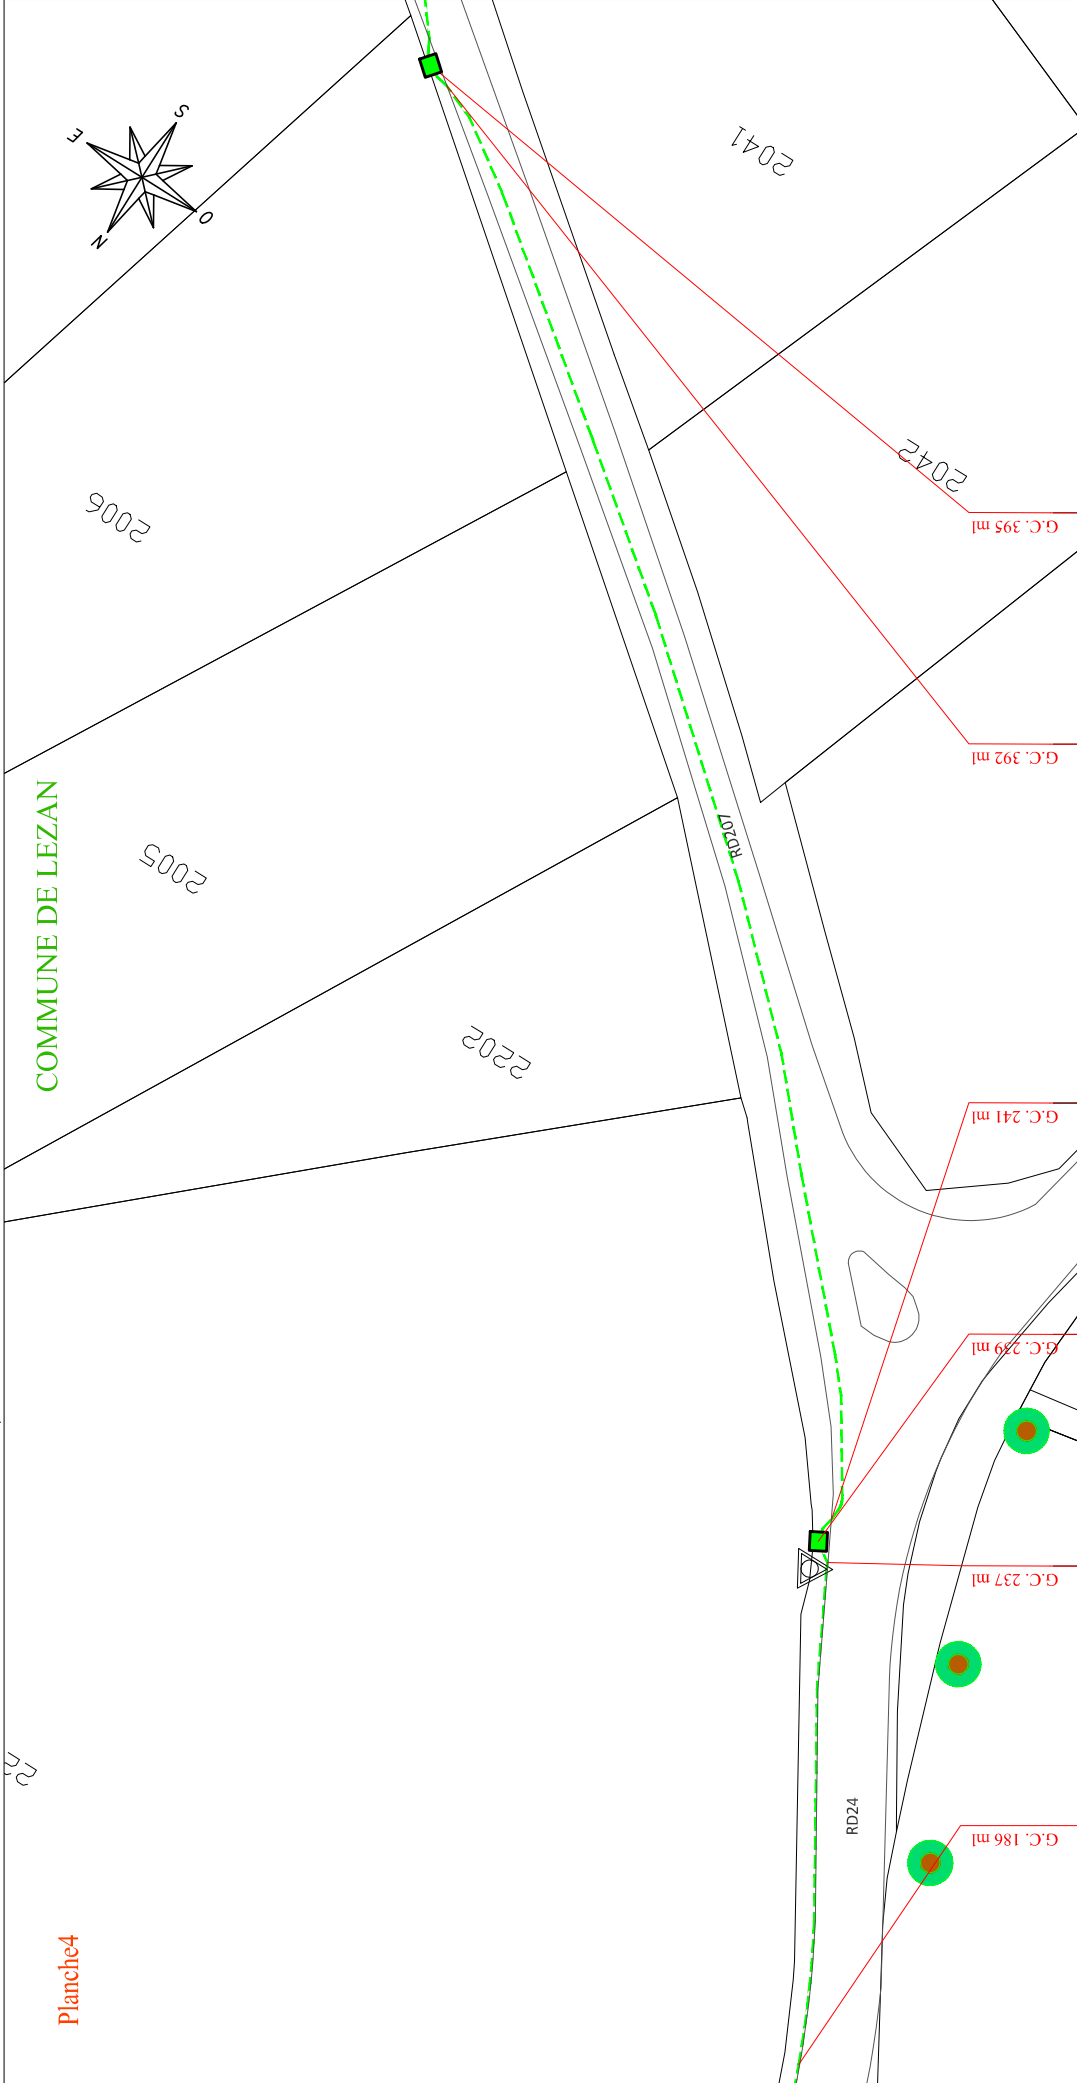 S
E
O
N
2041
2042
G.C. 395 ml
2006
G.C. 392 ml
COMMUNE DE LEZAN
RD207
2005
2202
G.C. 241 ml
G.C. 239 ml
G.C. 237 ml
22
RD24
G.C. 186 ml
Planche4